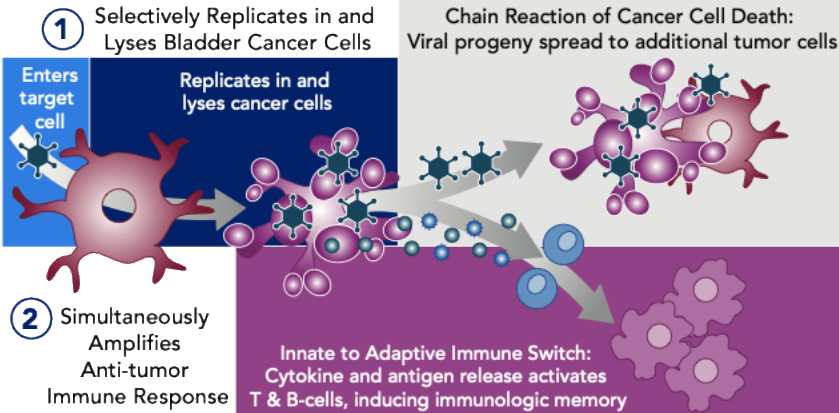 1
Selectively Replicates in and
Lyses Bladder Cancer Cells
Enters
target
cell
Replicates in and
lyses cancer cells
Chain Reaction of Cancer Cell Death:
Viral progeny spread to additional tumor cells
2
Simultaneously
Amplifies
Anti-tumor
Immune Response
Innate to Adaptive Immune Switch:
Cytokine and antigen release activates
T & B-cells, inducing immunologic memory